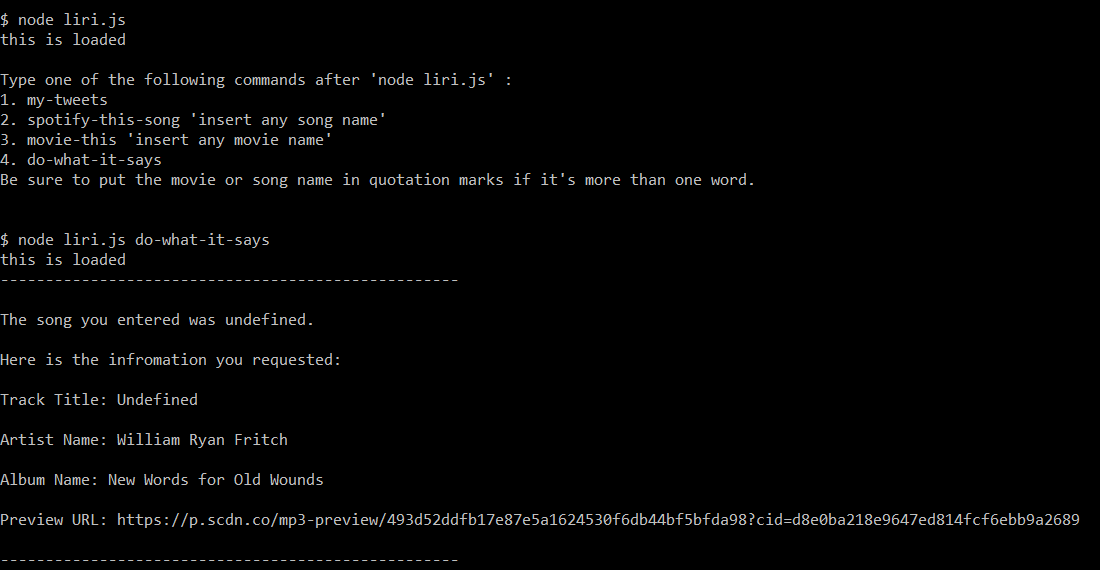 $ node liri.js
this is loaded
Type one of the following commands after 'node liri.js' :
1. my-tweets
2. spotify-this-song 'insert any song name'
3. movie-this 'insert any movie name'
4. do-what-it-says
Be sure to put the movie or song name in quotation marks if it's more than one word.
$ node liri.js do-what-it-says
this is loaded
---------------------------------------------------
The song you entered was undefined.
Here is the infromation you requested:
Track Title: Undefined
Artist Name: William Ryan Fritch
Album Name: New Words for Old Wounds
Preview URL: https://p.scdn.co/mp3-preview/493d52ddfb17e87e5a1624530f6db44bf5bfda98?cid=d8e0ba218e9647ed814fcf6ebb9a2689
---------------------------------------------------